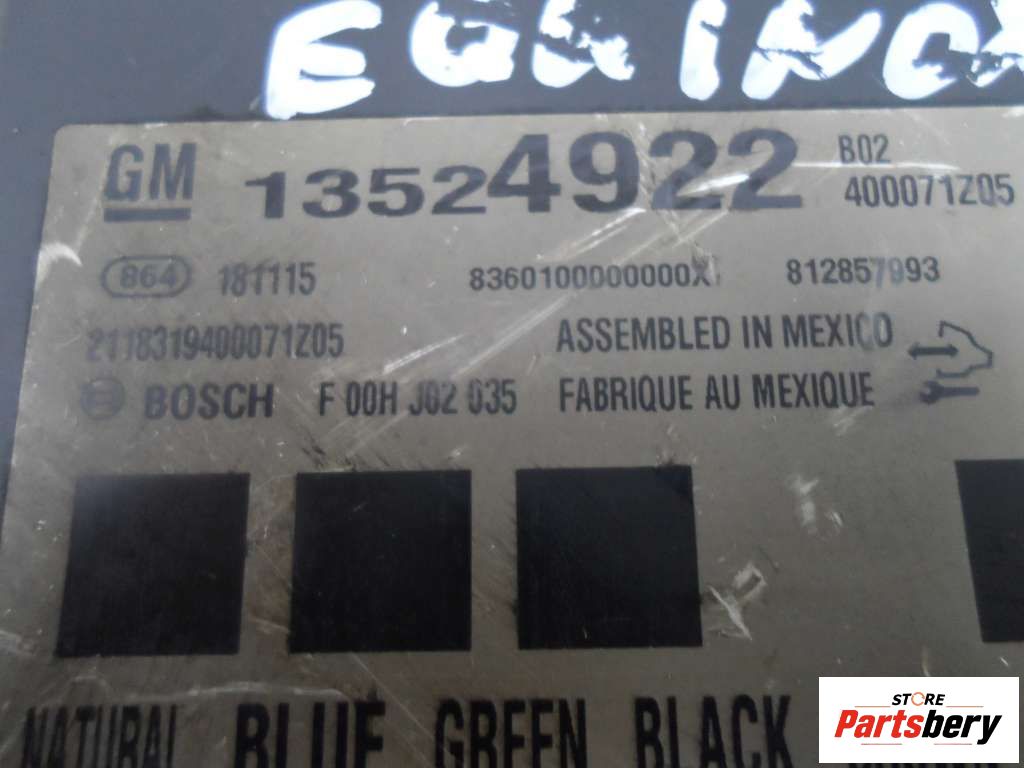 EQUINOX
GM 13524922 B02
400071Z05
864 181115 8360100000000X 812857993
2118319400071Z05 ASSEMBLED IN MEXICO
BOSCH F 00H J02 035 FABRIQUE AU MEXIQUE
NATURAL BLUE GREEN BLACK
STORE
Partsbery